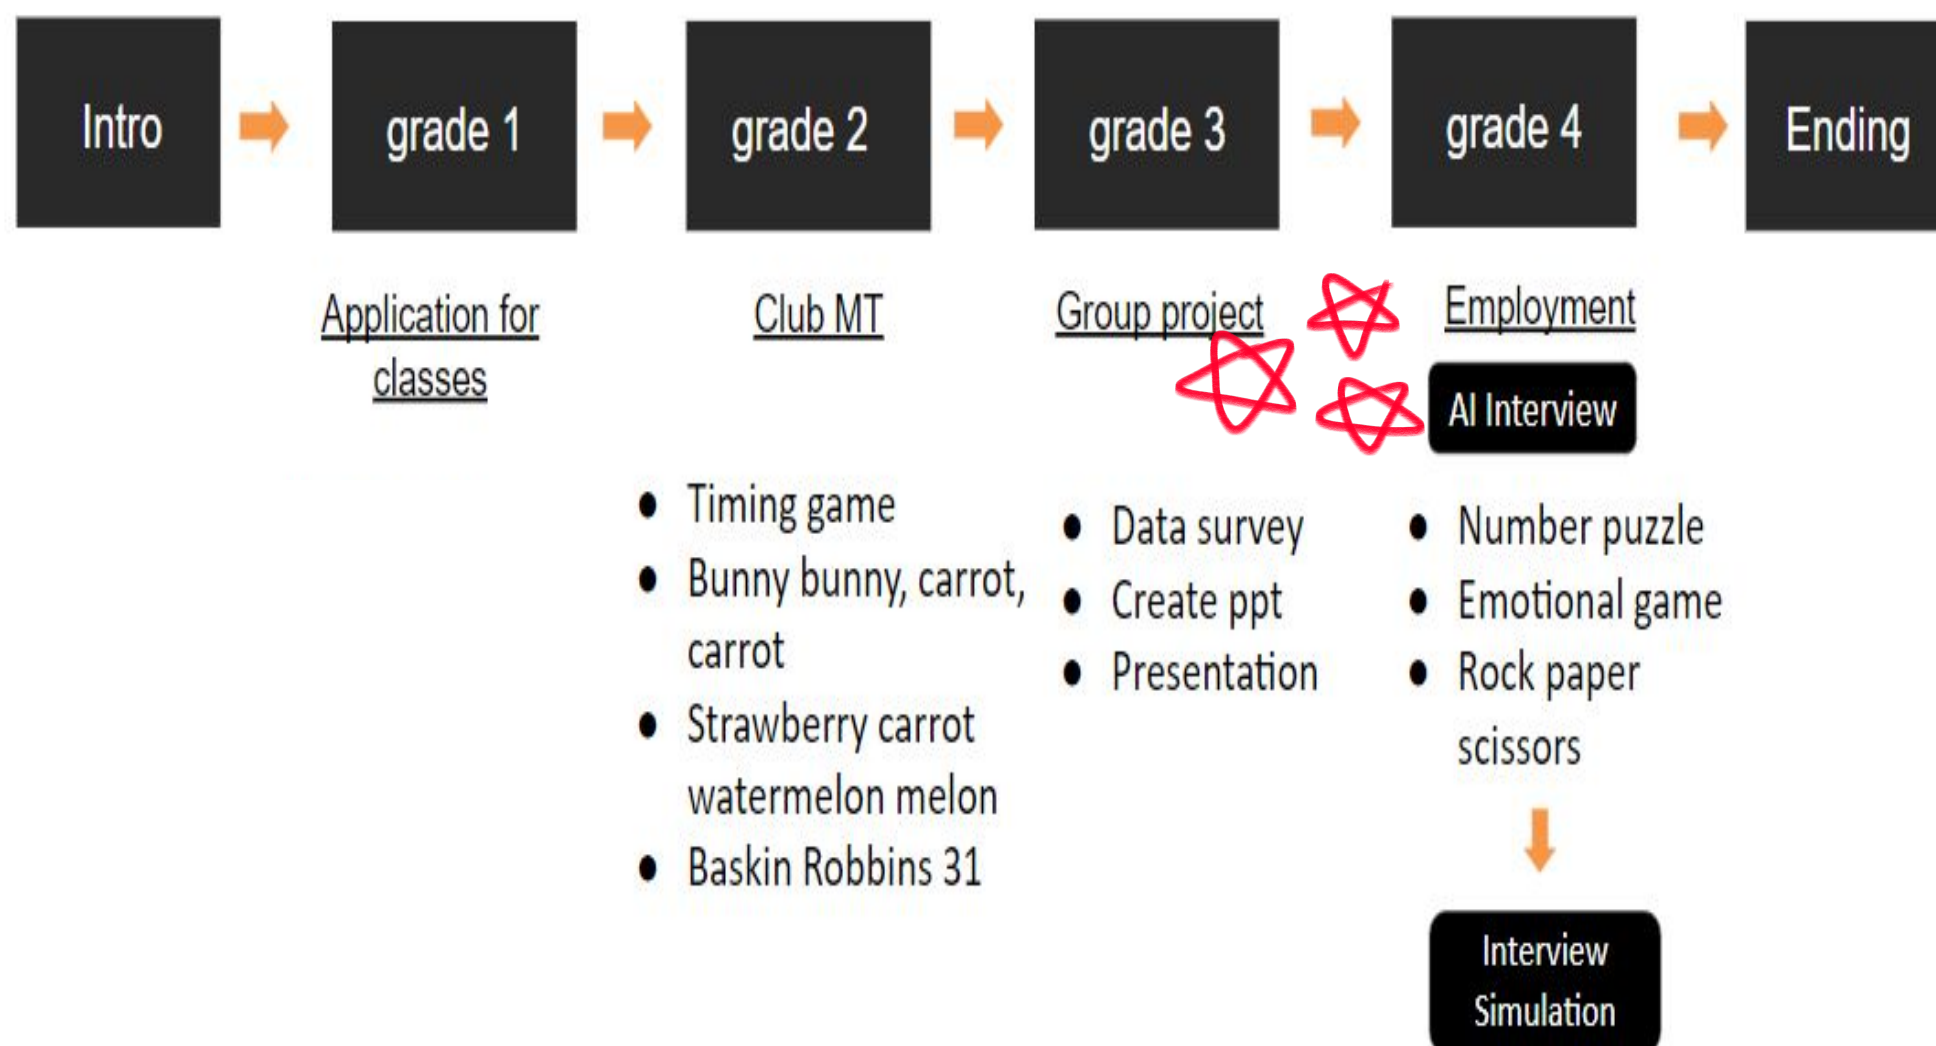 Intro
grade 1
grade 2
grade 3
grade 4
Ending
Application for
classes
Club MT
● Timing game
● Bunny bunny, carrot,
carrot
● Strawberry carrot
watermelon melon
● Baskin Robbins 31
Group project
● Data survey
● Create ppt
● Presentation
Employment
AI Interview
● Number puzzle
● Emotional game
● Rock paper
scissors
Interview
Simulation